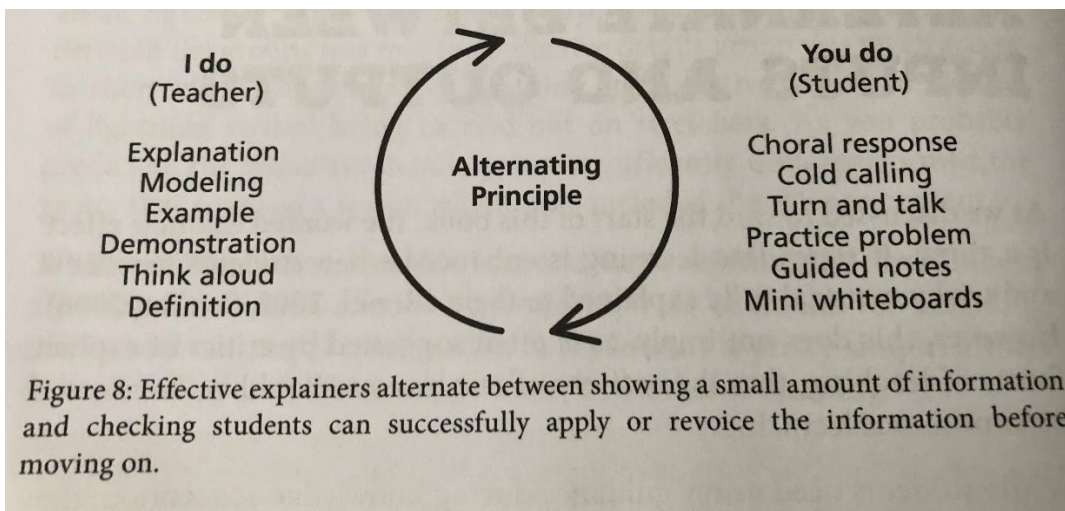 I do
(Teacher)
Explanation
Modeling
Example
Demonstration
Think aloud
Definition
Alternating
Principle
You do
(Student)
Choral response
Cold calling
Turn and talk
Practice problem
Guided notes
Mini whiteboards
Figure 8: Effective explainers alternate between showing a small amount of information
and checking students can successfully apply or revoice the information before
moving on.